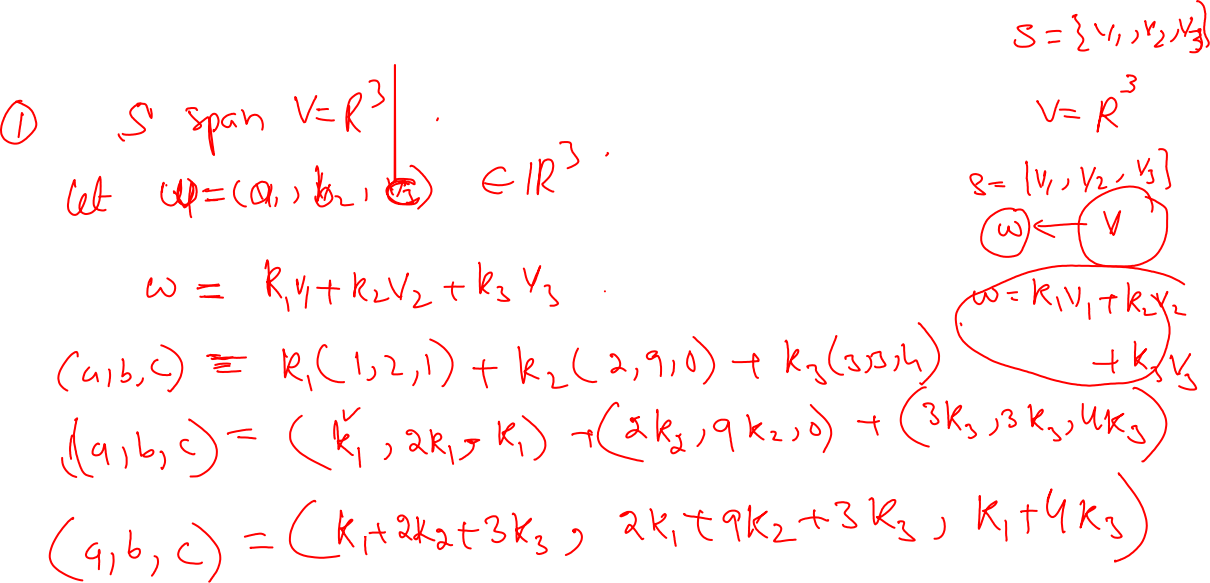 S = {v₁, v₂, v₃}
① S span V = R³ .
V = R³
let w = (a, b, c) ∈ ℝ³ .
S = {v₁, v₂, v₃}
w ← V
w = k₁v₁ + k₂v₂ + k₃v₃ .
w = k₁v₁ + k₂v₂
+ k₃v₃
(a, b, c) = k₁(1, 2, 1) + k₂(2, 9, 0) + k₃(3, 3, 4)
(a, b, c) = (k₁, 2k₁, k₁) + (2k₂, 9k₂, 0) + (3k₃, 3k₃, 4k₃)
(a, b, c) = (k₁ + 2k₂ + 3k₃, 2k₁ + 9k₂ + 3k₃, k₁ + 4k₃)